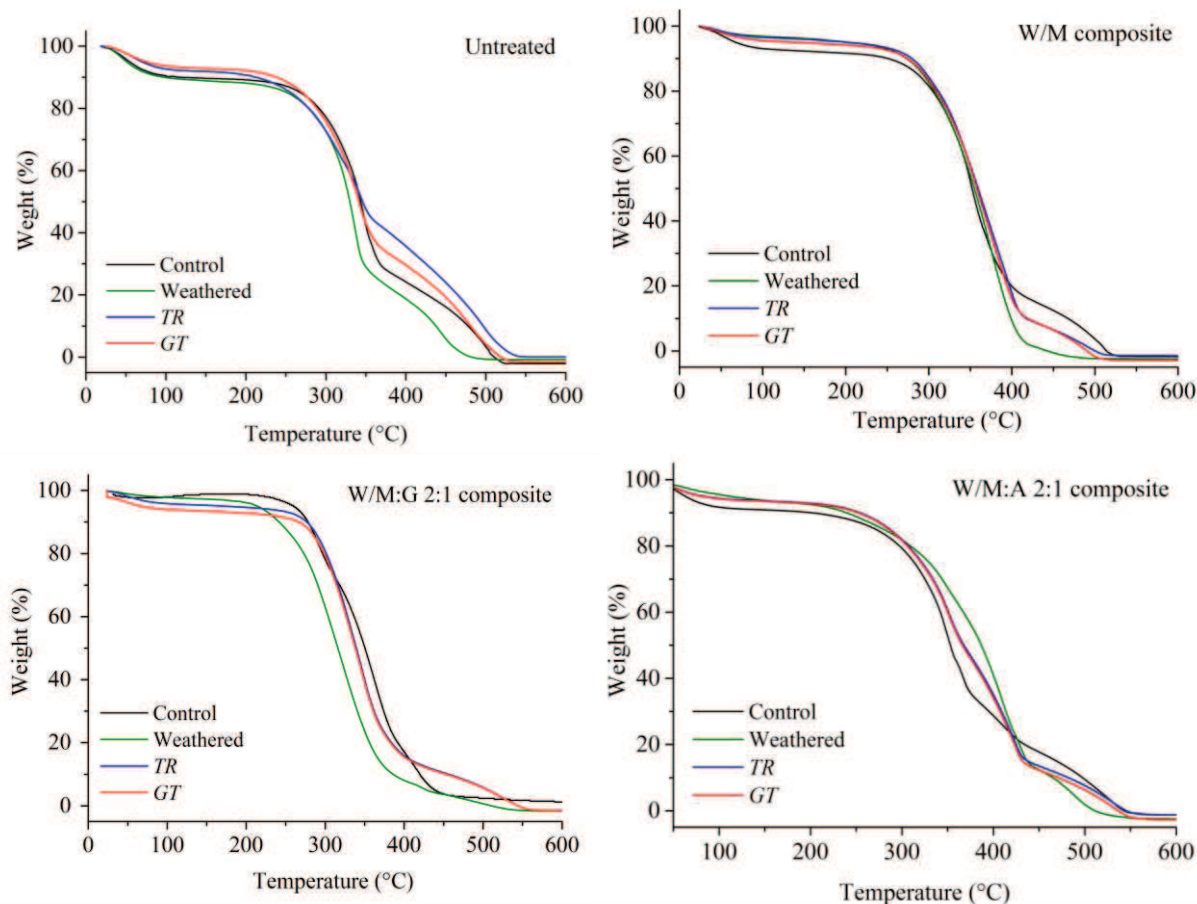 Untreated
100
80
60
40
20
0
Weght (%)
Control
Weathered
TR
GT
0 100 200 300 400 500 600
Temperature (°C)
W/M composite
100
80
60
40
20
0
Weight (%)
Control
Weathered
TR
GT
0 100 200 300 400 500 600
Temperature (°C)
W/M:G 2:1 composite
100
80
60
40
20
0
Weight (%)
Control
Weathered
TR
GT
0 100 200 300 400 500 600
Temperature (°C)
W/M:A 2:1 composite
100
80
60
40
20
0
Weight (%)
Control
Weathered
TR
GT
100 200 300 400 500 600
Temperature (°C)